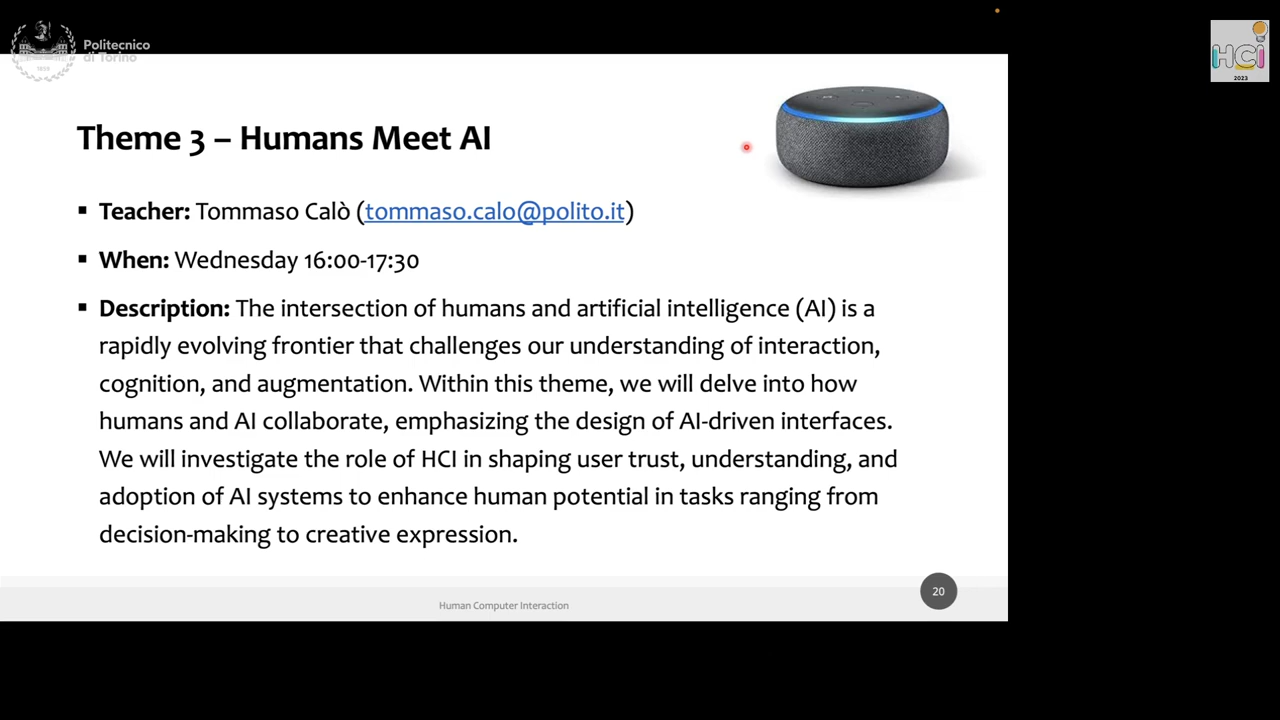 Politecnico
di Torino
1859
HCi
2023
Theme 3 – Humans Meet AI
▪ Teacher: Tommaso Calò (tommaso.calo@polito.it)
▪ When: Wednesday 16:00-17:30
▪ Description: The intersection of humans and artificial intelligence (AI) is a
rapidly evolving frontier that challenges our understanding of interaction,
cognition, and augmentation. Within this theme, we will delve into how
humans and AI collaborate, emphasizing the design of AI-driven interfaces.
We will investigate the role of HCI in shaping user trust, understanding, and
adoption of AI systems to enhance human potential in tasks ranging from
decision-making to creative expression.
Human Computer Interaction
20